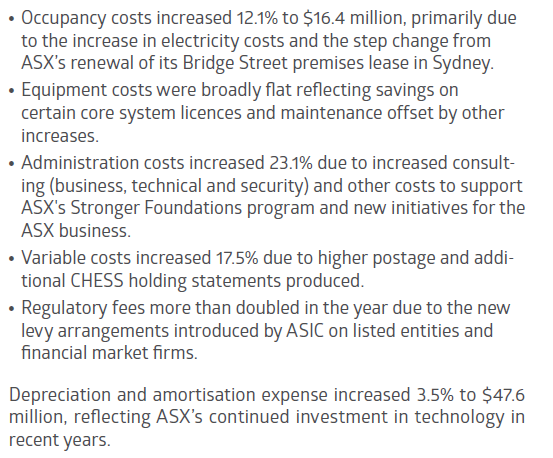 • Occupancy costs increased 12.1% to $16.4 million, primarily due
to the increase in electricity costs and the step change from
ASX's renewal of its Bridge Street premises lease in Sydney.
• Equipment costs were broadly flat reflecting savings on
certain core system licences and maintenance offset by other
increases.
• Administration costs increased 23.1% due to increased consult-
ing (business, technical and security) and other costs to support
ASX's Stronger Foundations program and new initiatives for the
ASX business.
• Variable costs increased 17.5% due to higher postage and addi-
tional CHESS holding statements produced.
• Regulatory fees more than doubled in the year due to the new
levy arrangements introduced by ASIC on listed entities and
financial market firms.
Depreciation and amortisation expense increased 3.5% to $47.6
million, reflecting ASX's continued investment in technology in
recent years.